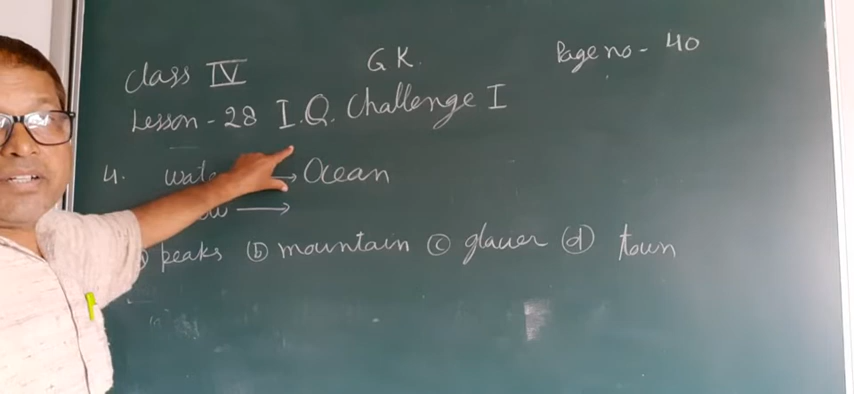 Class IV G K. Page no - 40
Lesson - 28 I.Q. Challenge I
4. → Ocean
→
peaks (b) mountain (c) glacier (d) town